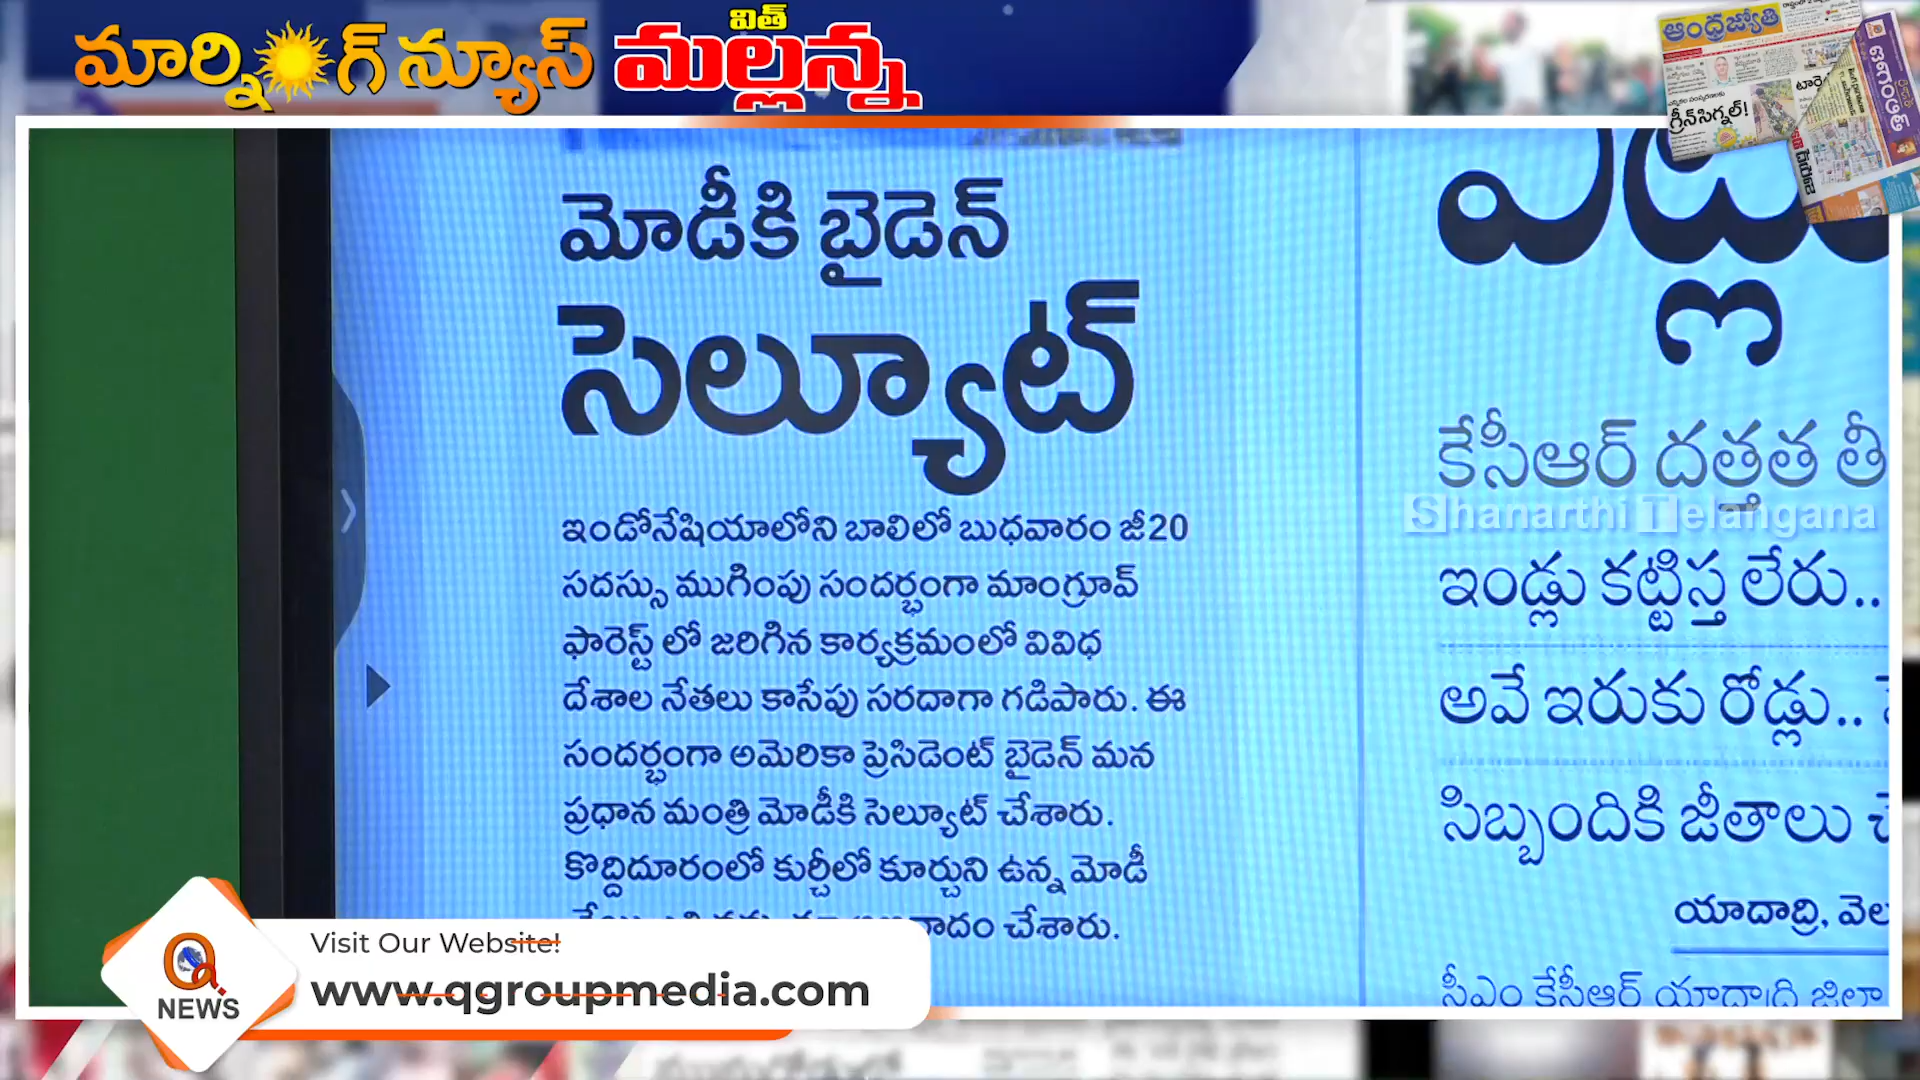 మార్నింగ్ న్యూస్ విత్ మల్లన్న
ఆంధ్రజ్యోతి
గ్రీన్‌సిగ్నల్!
మోడీకి బైడెన్
సెల్యూట్
ఇండోనేషియాలోని బాలిలో బుధవారం జీ20
సదస్సు ముగింపు సందర్భంగా మాంగ్రూవ్
ఫారెస్ట్ లో జరిగిన కార్యక్రమంలో వివిధ
దేశాల నేతలు కాసేపు సరదాగా గడిపారు. ఈ
సందర్భంగా అమెరికా ప్రెసిడెంట్ బైడెన్ మన
ప్రధాన మంత్రి మోడీకి సెల్యూట్ చేశారు.
కొద్దిదూరంలో కుర్చీలో కూర్చుని ఉన్న మోడీ
చేశారు.
కేసీఆర్ దత్తత తీ
Shanarthi Telangana
ఇండ్లు కట్టిస్త లేరు..
అవే ఇరుకు రోడ్లు..
సిబ్బందికి జీతాలు
యాదాద్రి, వెల
సీఎం కేసీఆర్ యాదాద్రి జిల్లా
Q NEWS
Visit Our Website!
www.qgroupmedia.com